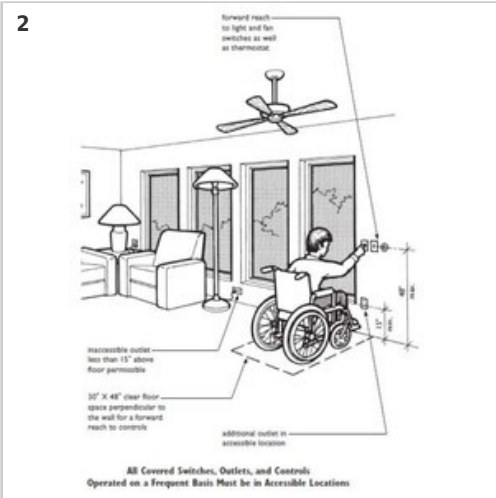 2
forward reach
to light and fan
switches as well
as thermostat
48"
max.
15"
min.
inaccessible outlet
less than 15" above
floor permissible
30" X 48" clear floor
space perpendicular to
the wall for a forward
reach to controls
additional outlet in
accessible location
All Covered Switches, Outlets, and Controls
Operated on a Frequent Basis Must be in Accessible Locations